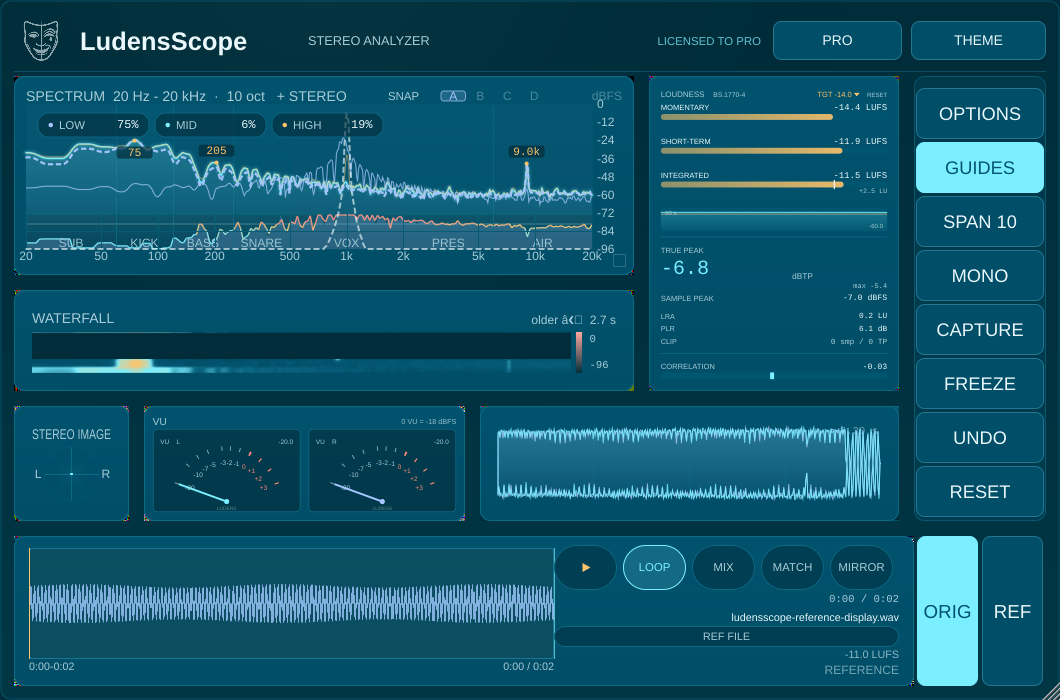 LudensScope
STEREO ANALYZER
LICENSED TO PRO
PRO
THEME
SPECTRUM 20 Hz - 20 kHz · 10 oct + STEREO
SNAP A B C D dBFS
LOW 75%
MID 6%
HIGH 19%
75
205
9.0k
0
-12
-24
-36
-48
-60
-72
-84
-96
SUB KICK BASS SNARE VOX PRES AIR
20 50 100 200 500 1k 2k 5k 10k 20k
LOUDNESS BS.1770-4 TGT -14.0 RESET
MOMENTARY -14.4 LUFS
SHORT-TERM -11.9 LUFS
INTEGRATED -11.5 LUFS
+2.5 LU
-60 s
-60.0
TRUE PEAK
-6.8
dBTP
max -5.4
SAMPLE PEAK -7.0 dBFS
LRA 0.2 LU
PLR 6.1 dB
CLIP 0 smp / 0 TP
CORRELATION -0.03
OPTIONS
GUIDES
SPAN 10
MONO
CAPTURE
FREEZE
UNDO
RESET
WATERFALL
older â€ 2.7 s
0
-96
STEREO IMAGE
L R
VU
0 VU = -18 dBFS
VU L -20.0
-20 -10 -7 -5 -3 -2 -1 0 +1 +2 +3
LUDENS
VU R -20.0
-20 -10 -7 -5 -3 -2 -1 0 +1 +2 +3
LUDENS
0:00-0:02
0:00 / 0:02
LOOP
MIX
MATCH
MIRROR
0:00 / 0:02
ludensscope-reference-display.wav
REF FILE
-11.0 LUFS
REFERENCE
ORIG
REF